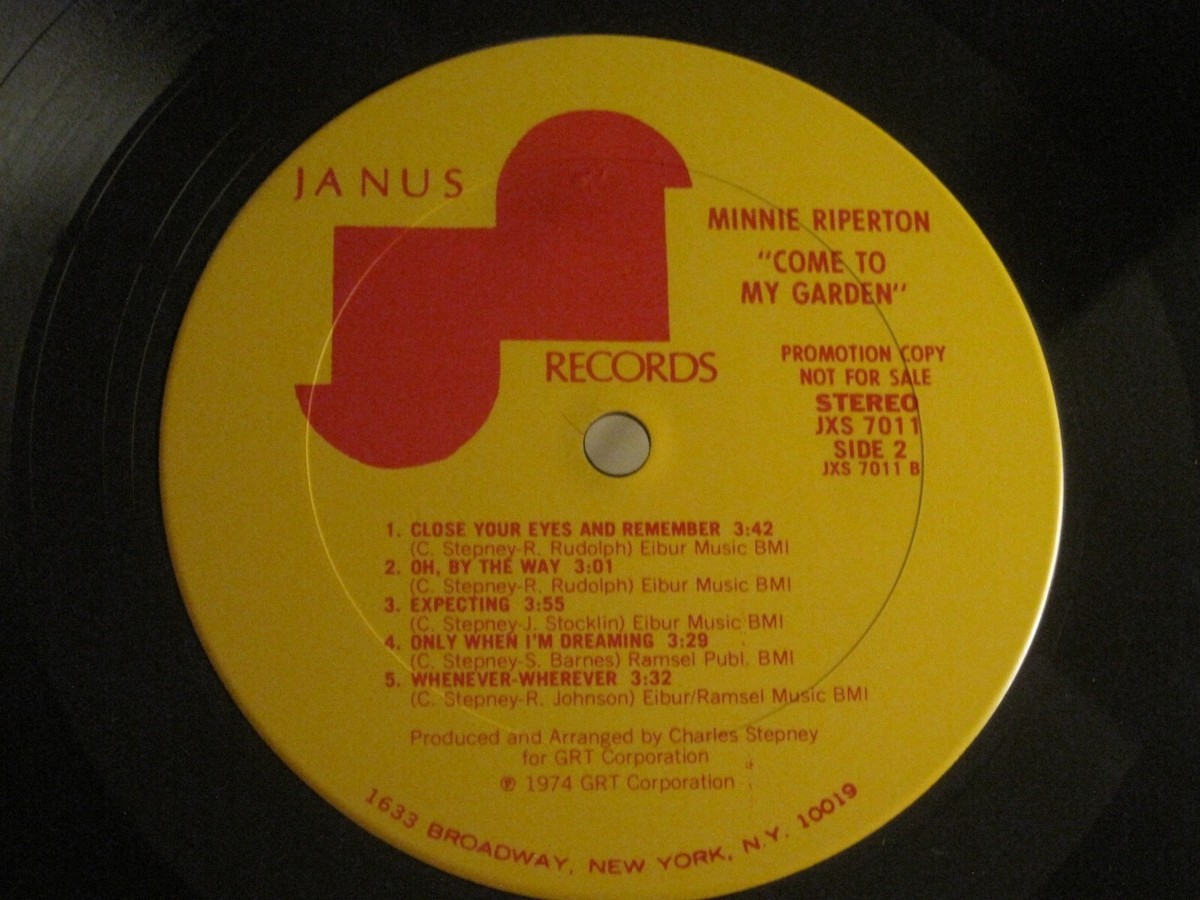 JANUS
RECORDS
MINNIE RIPERTON
"COME TO
MY GARDEN"
PROMOTION COPY
NOT FOR SALE
STEREO
JXS 7011
SIDE 2
JXS 7011 B
1. CLOSE YOUR EYES AND REMEMBER 3:42
(C. Stepney-R. Rudolph) Eibur Music BMI
2. OH, BY THE WAY 3:01
(C. Stepney-R. Rudolph) Eibur Music BMI
3. EXPECTING 3:55
(C. Stepney-J. Stocklin) Eibur Music BMI
4. ONLY WHEN I'M DREAMING 3:29
(C. Stepney-S. Barnes) Ramsel Publ. BMI
5. WHENEVER-WHEREVER 3:32
(C. Stepney-R. Johnson) Eibur/Ramsel Music BMI
Produced and Arranged by Charles Stepney
for GRT Corporation
℗ 1974 GRT Corporation
1633 BROADWAY, NEW YORK, N.Y. 10019